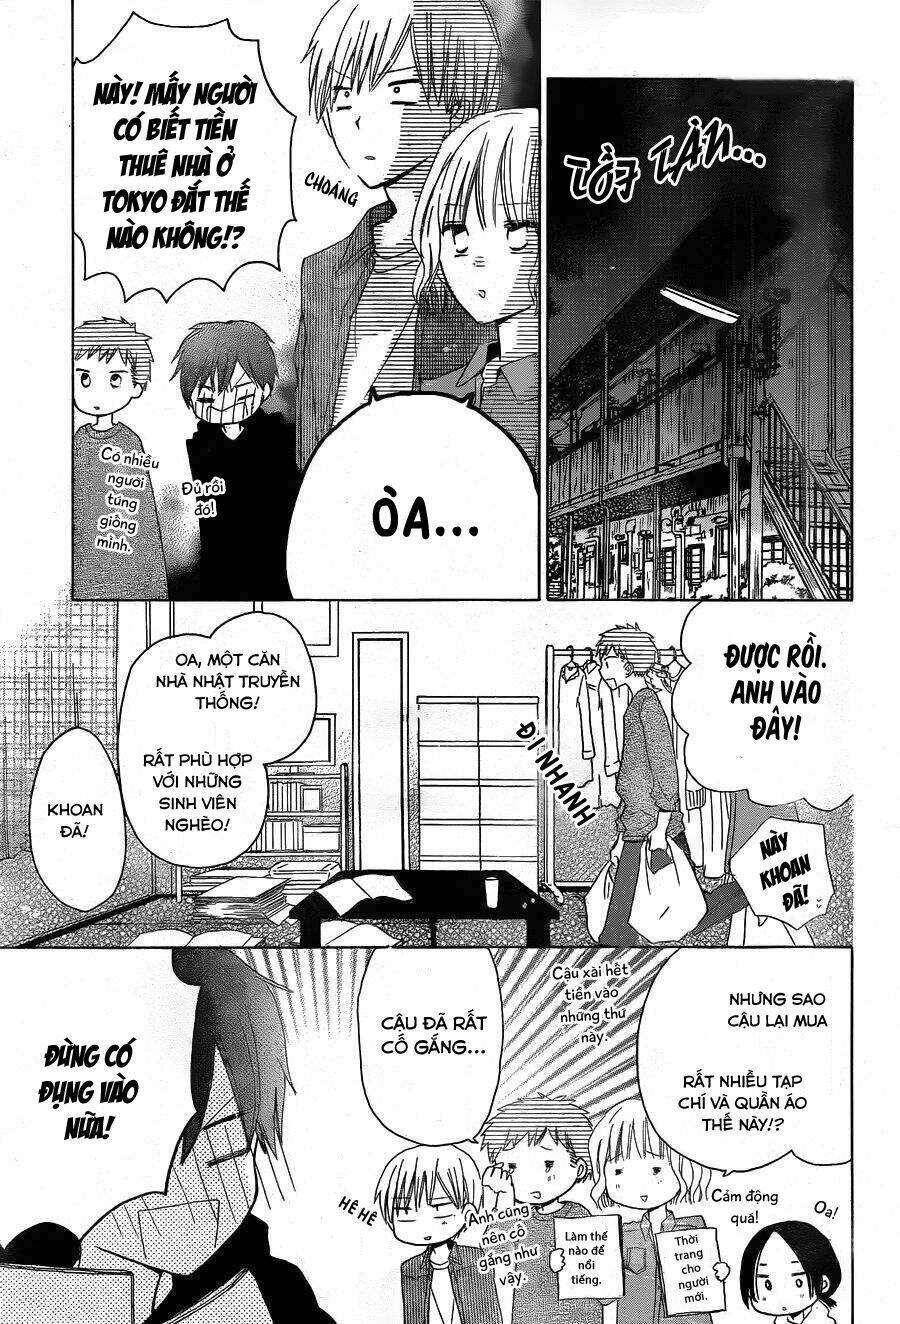 TỒI TÀN...
NÀY! MẤY NGƯỜI
CÓ BIẾT TIỀN
THUÊ NHÀ Ở
TOKYO ĐẮT THẾ
NÀO KHÔNG!?
CHOÁNG
ÒA...
Đủ rồi
đó!
Có nhiều
người
túng
giống
mình.
ĐƯỢC RỒI.
ANH VÀO
ĐÂY!
NÀY
KHOAN
ĐÃ!
ĐI NHANH
OA, MỘT CĂN
NHÀ NHẬT TRUYỀN
THỐNG!
RẤT PHÙ HỢP
VỚI NHỮNG
SINH VIÊN
NGHÈO!
KHOAN
ĐÃ!
NHƯNG SAO
CẬU LẠI MUA
RẤT NHIỀU TẠP
CHÍ VÀ QUẦN ÁO
THẾ NÀY!?
Cậu xài hết
tiền vào
những thứ
này.
CẬU ĐÃ RẤT
CỐ GẮNG...
Oa!
Cảm động
quá!
Thời
trang
cho
người
mới.
Làm thế
nào để
nổi
tiếng.
Anh cũng
nên cố
gắng như
vậy.
HÊ HÊ
ĐỪNG CÓ
ĐỤNG VÀO
NỮA!